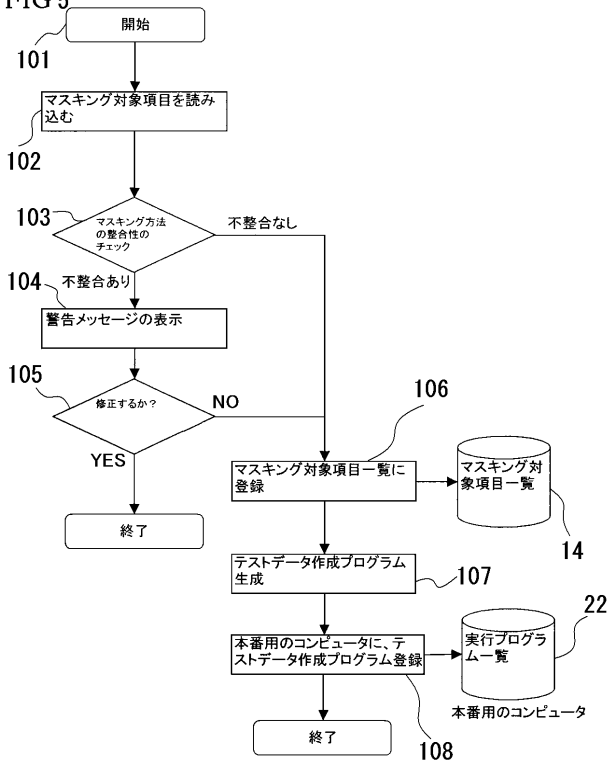 FIG 5
開始
101
マスキング対象項目を読み
込む
102
103
マスキング方法
の整合性の
チェック
不整合なし
不整合あり
104
警告メッセージの表示
105
修正するか?
NO
YES
終了
106
マスキング対象項目一覧に
登録
マスキング対
象項目一覧
14
テストデータ作成プログラム
生成
107
本番用のコンピュータに、テ
ストデータ作成プログラム登録
108
実行プログラ
ム一覧
22
本番用のコンピュータ
終了